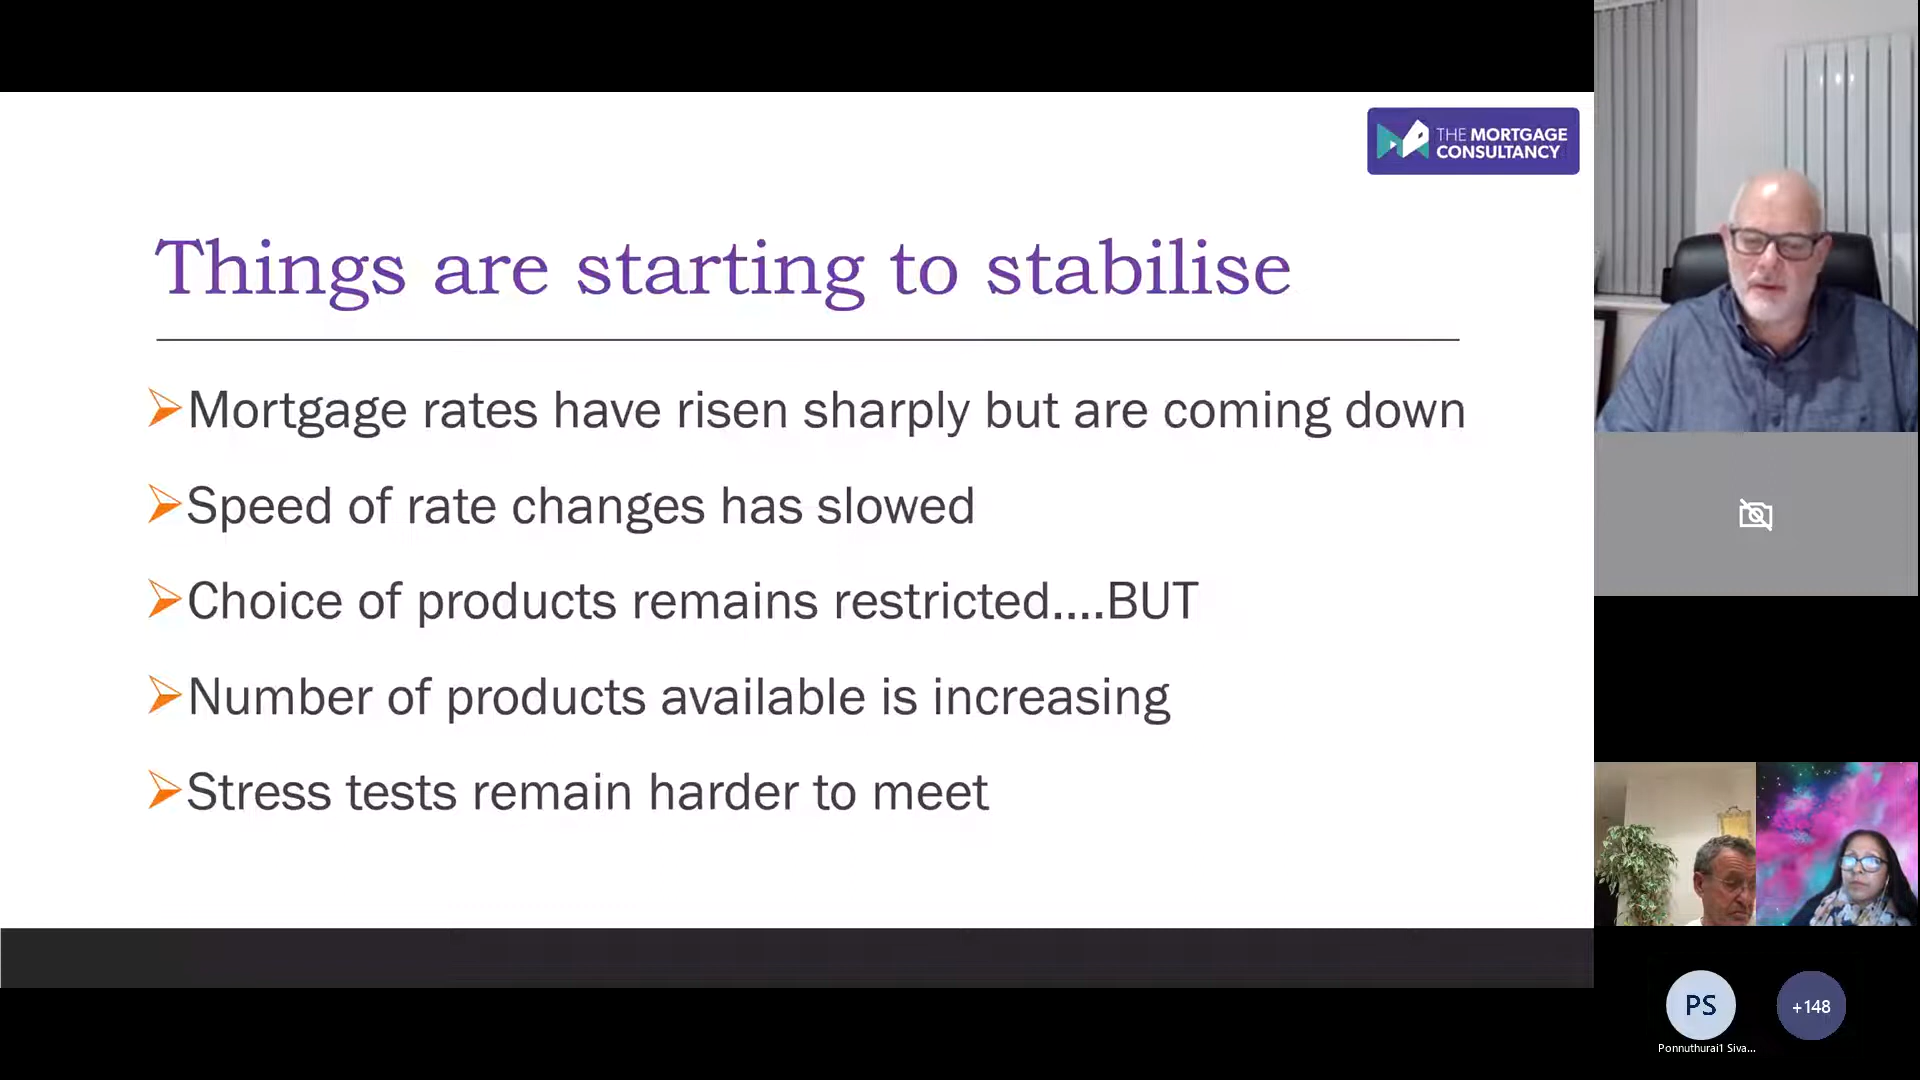 THE MORTGAGE
CONSULTANCY
Things are starting to stabilise
Mortgage rates have risen sharply but are coming down
Speed of rate changes has slowed
Choice of products remains restricted....BUT
Number of products available is increasing
Stress tests remain harder to meet
PS
+148
Ponnuthurai1 Siva...